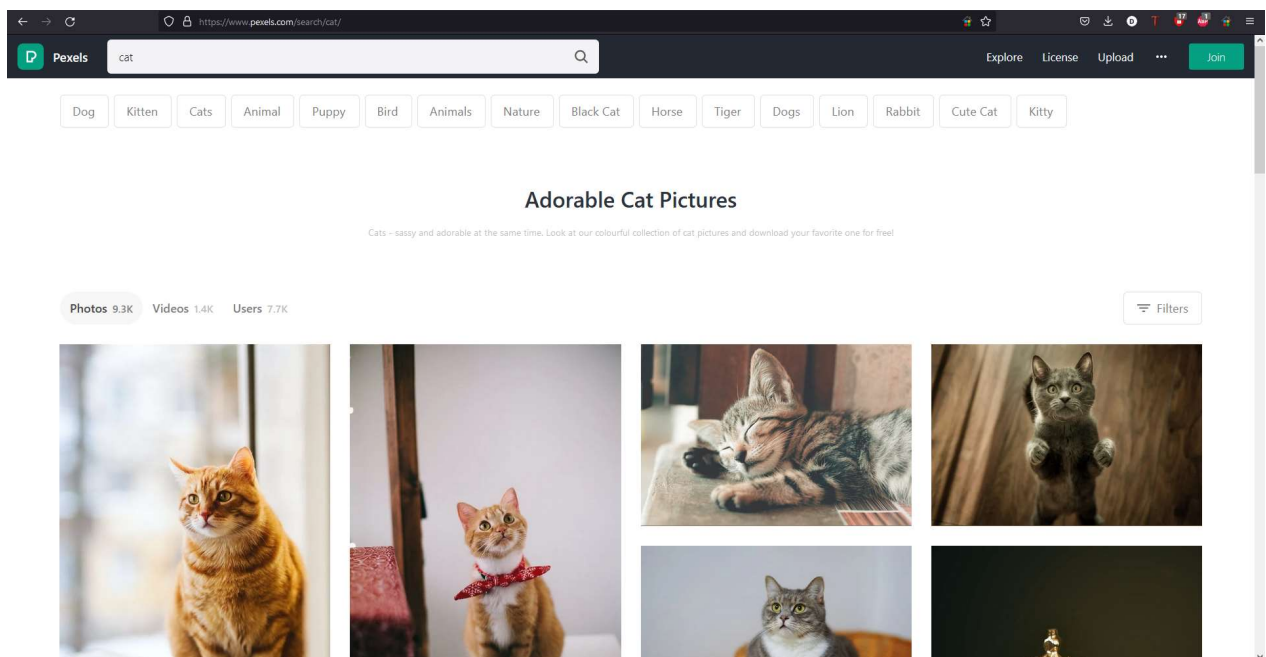 https://www.pexels.com/search/cat/
17
Pexels
cat
Explore License Upload ••• Join
Dog Kitten Cats Animal Puppy Bird Animals Nature Black Cat Horse Tiger Dogs Lion Rabbit Cute Cat Kitty
Adorable Cat Pictures
Cats – sassy and adorable at the same time. Look at our colourful collection of cat pictures and download your favorite one for free!
Photos 9.3K Videos 1.4K Users 7.7K Filters